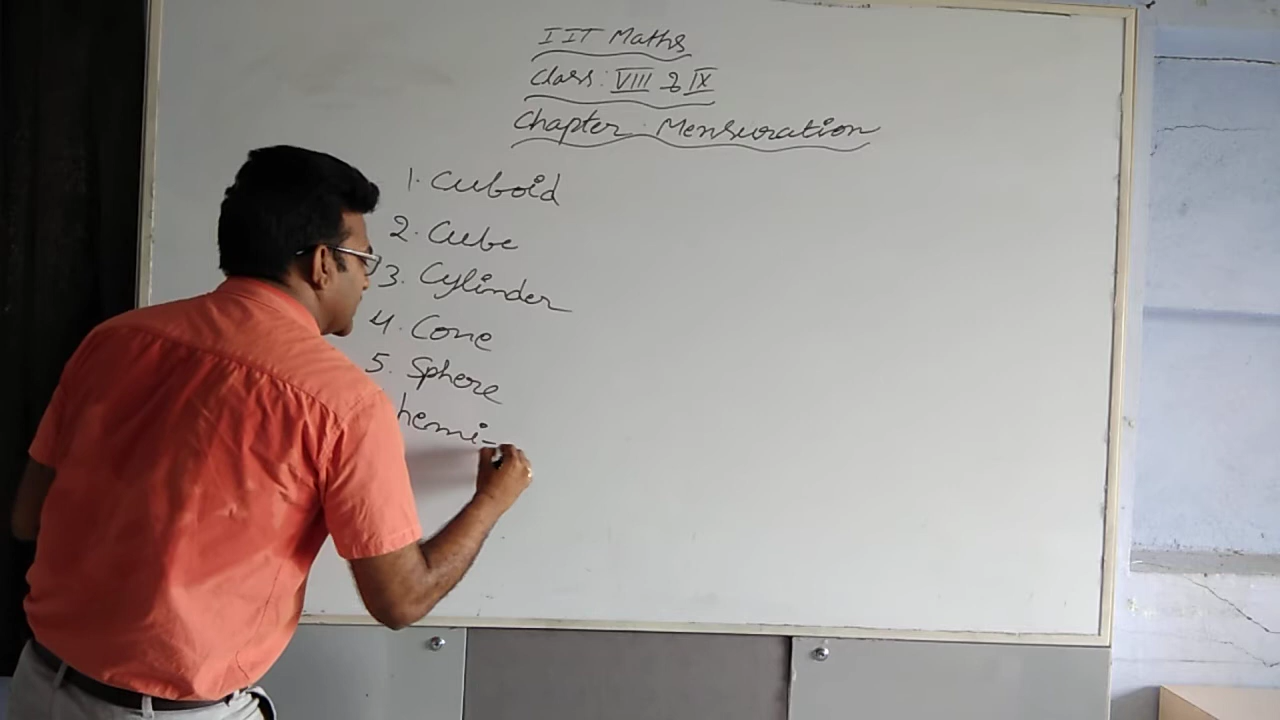 IIT Maths
Class: VIII & IX
Chapter: Mensuration
1. Cuboid
2. Cube
3. Cylinder
4. Cone
5. Sphere
hemi-